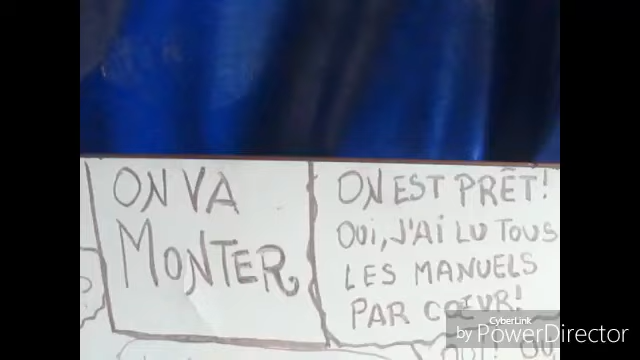 ON VA
MONTER
ON EST PRÊT!
OUI, J'AI LU TOUS
LES MANUELS
PAR CŒUR!
CyberLink
by PowerDirector